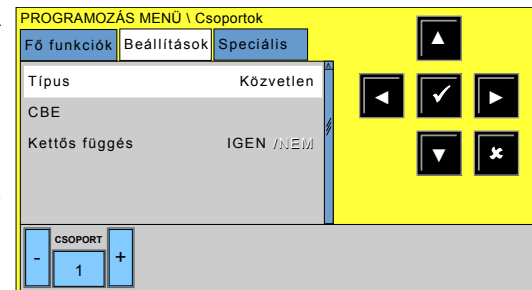 PROGRAMOZÁS MENÜ \ Csoportok
Fő funkciók Beállítások Speciális
Típus Közvetlen
CBE
Kettős függés IGEN /NEM
CSOPORT
- 1 +